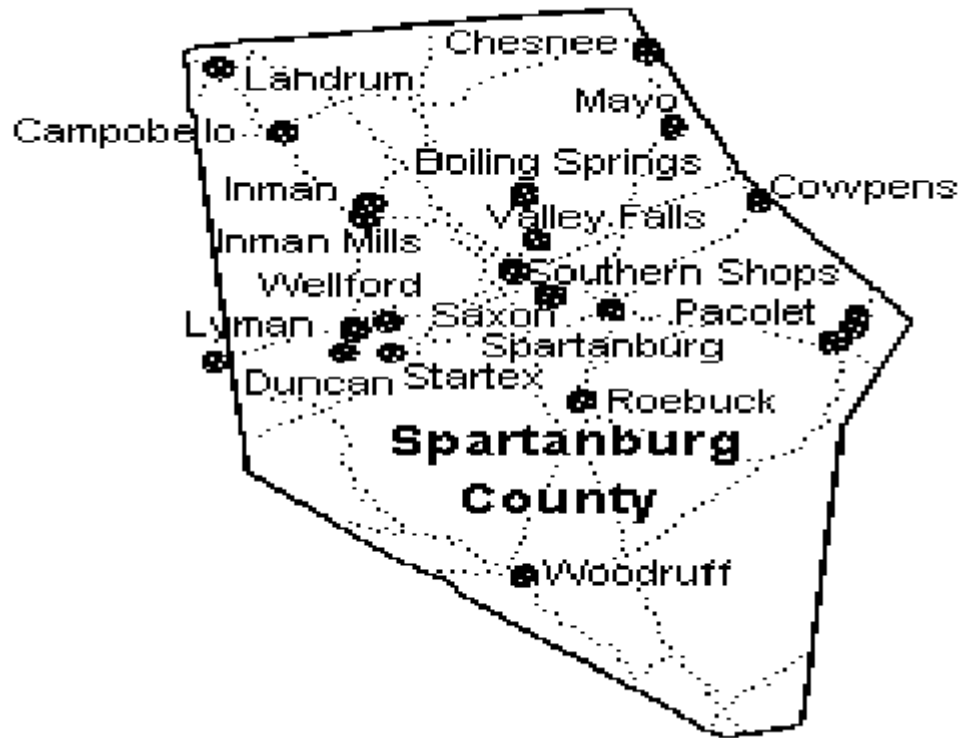 Chesnee
Landrum
Mayo
Campobello
Boiling Springs
Inman
Cowpens
Valley Falls
Inman Mills
Southern Shops
Wellford
Lyman
Saxon
Pacolet
Spartanburg
Duncan
Startex
Roebuck
Spartanburg
County
Woodruff